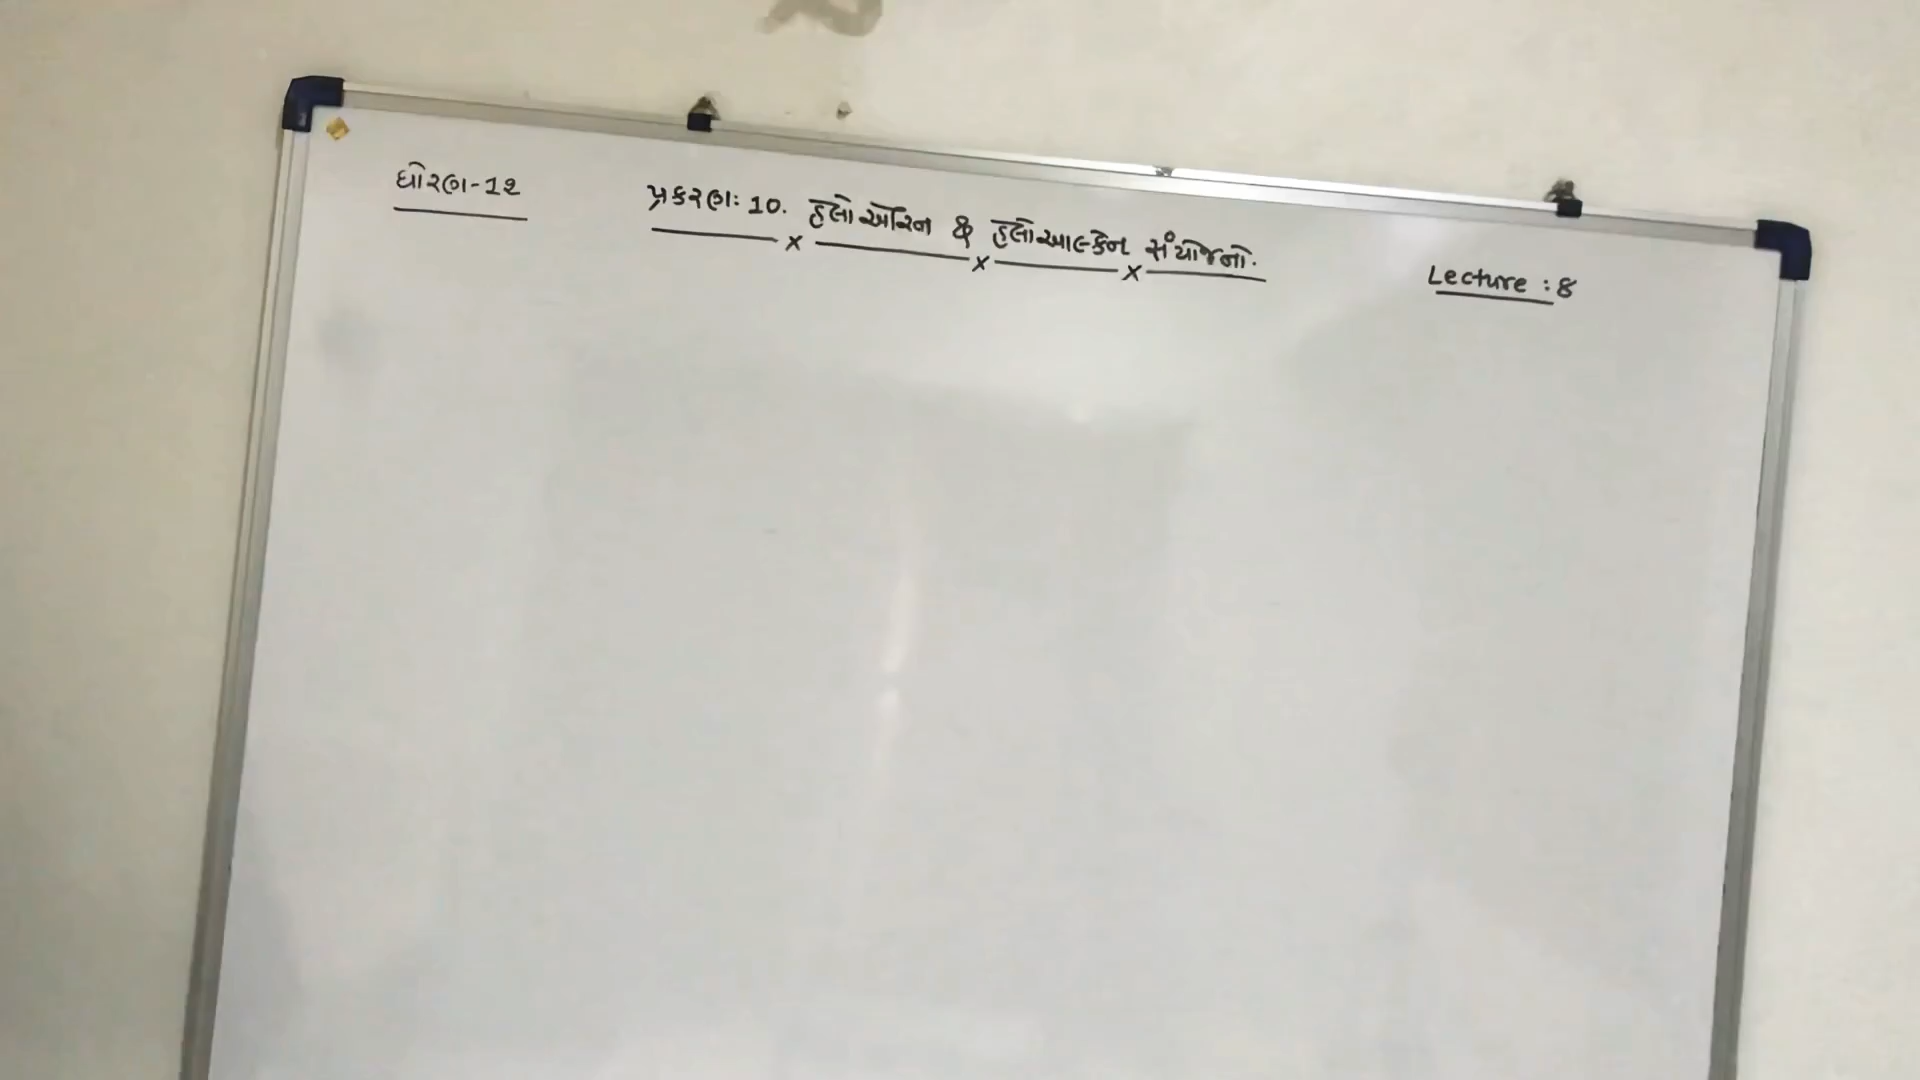 ધોરણ-12
પ્રકરણ: 10. હેલોએરિન & હેલોઆલ્કેન સંયોજનો.
Lecture : 8